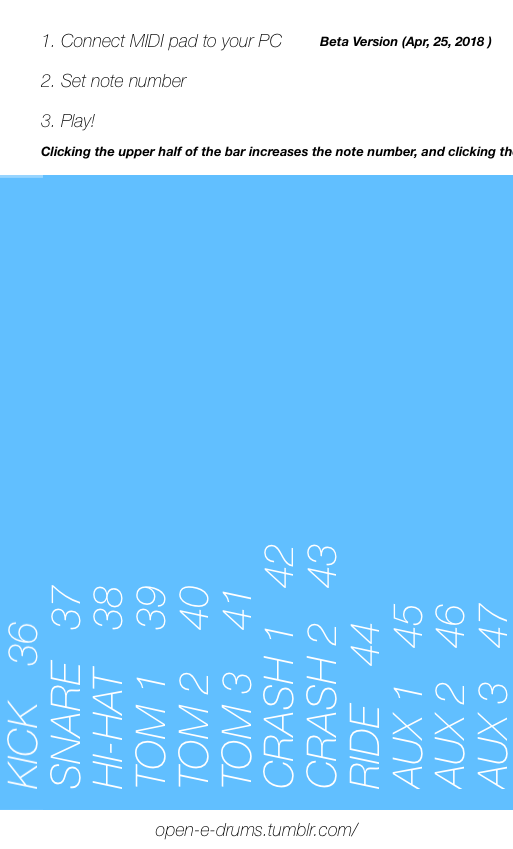 1. Connect MIDI pad to your PC
Beta Version (Apr, 25, 2018 )
2. Set note number
3. Play!
Clicking the upper half of the bar increases the note number, and clicking
KICK 36
SNARE 37
HI-HAT 38
TOM 1 39
TOM 2 40
TOM 3 41
CRASH 1 42
CRASH 2 43
RIDE 44
AUX 1 45
AUX 2 46
AUX 3 47
open-e-drums.tumblr.com/